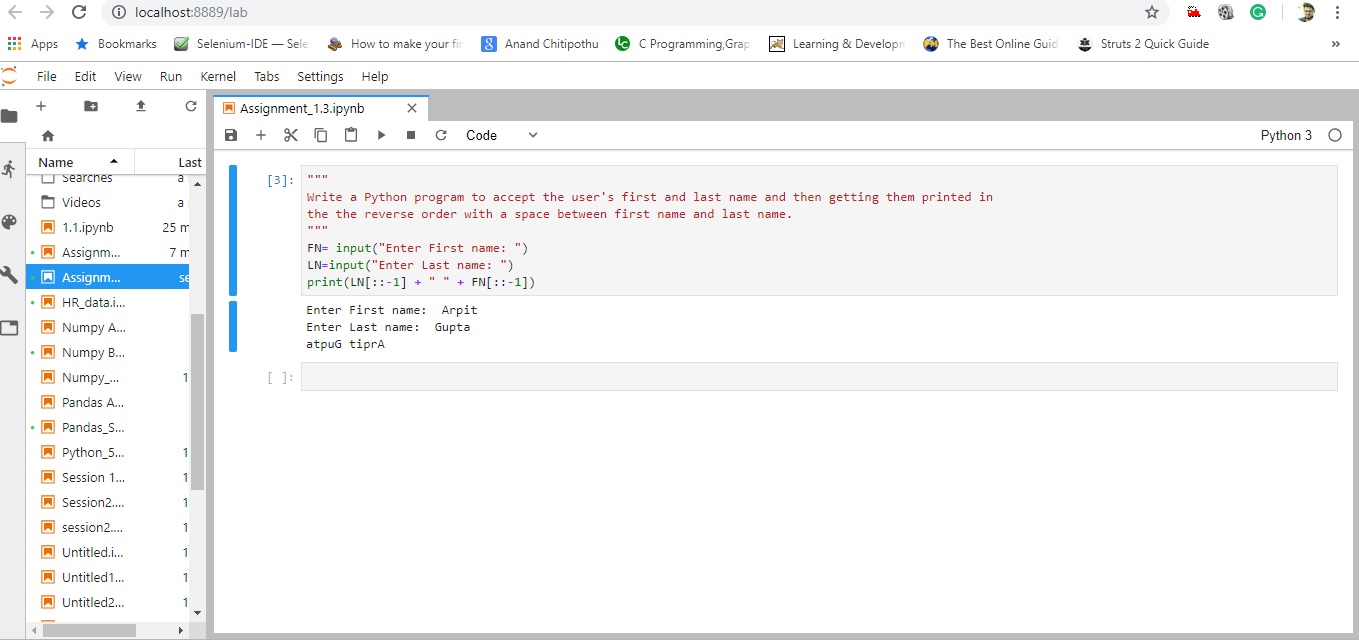 localhost:8889/lab
Apps Bookmarks Selenium-IDE — Sele How to make your fir Anand Chitipothu C Programming,Grap Learning & Developn The Best Online Guid Struts 2 Quick Guide »
File Edit View Run Kernel Tabs Settings Help
Assignment_1.3.ipynb
Code
Python 3
Name Last
Searches a
Videos a
1.1.ipynb 25 m
Assignm... 7 m
Assignm... se
HR_data.i...
Numpy A...
Numpy B...
Numpy_... 1
Pandas A...
Pandas_S...
Python_5... 1
Session 1... 1
Session2.... 1
session2.... 1
Untitled.i... 1
Untitled1... 1
Untitled2... 1
[3]: """
Write a Python program to accept the user's first and last name and then getting them printed in
the the reverse order with a space between first name and last name.
"""
FN= input("Enter First name: ")
LN=input("Enter Last name: ")
print(LN[::-1] + " " + FN[::-1])
Enter First name: Arpit
Enter Last name: Gupta
atpuG tiprA
[ ]: